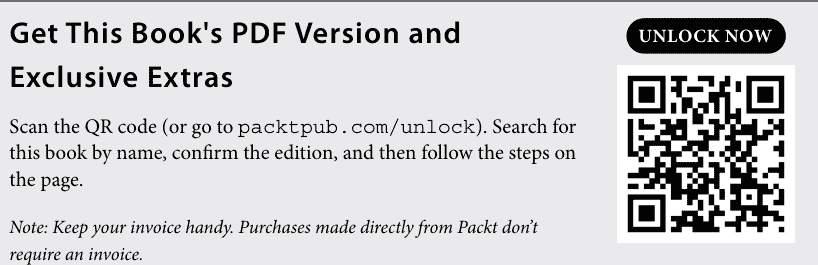 Get This Book's PDF Version and
Exclusive Extras
UNLOCK NOW
Scan the QR code (or go to packtpub.com/unlock). Search for
this book by name, confirm the edition, and then follow the steps on
the page.
Note: Keep your invoice handy. Purchases made directly from Packt don’t
require an invoice.